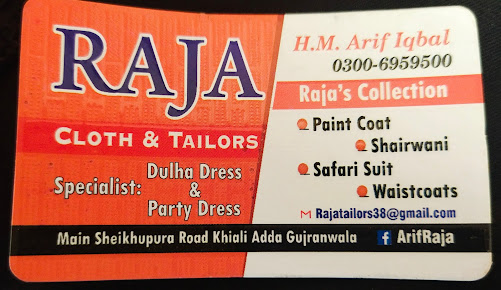 RAJA
CLOTH & TAILORS
Specialist: Dulha Dress
&
Party Dress
H.M. Arif Iqbal
0300-6959500
Raja's Collection
Paint Coat
Shairwani
Safari Suit
Waistcoats
Rajatailors38@gmail.com
Main Sheikhupura Road Khiali Adda Gujranwala f ArifRaja